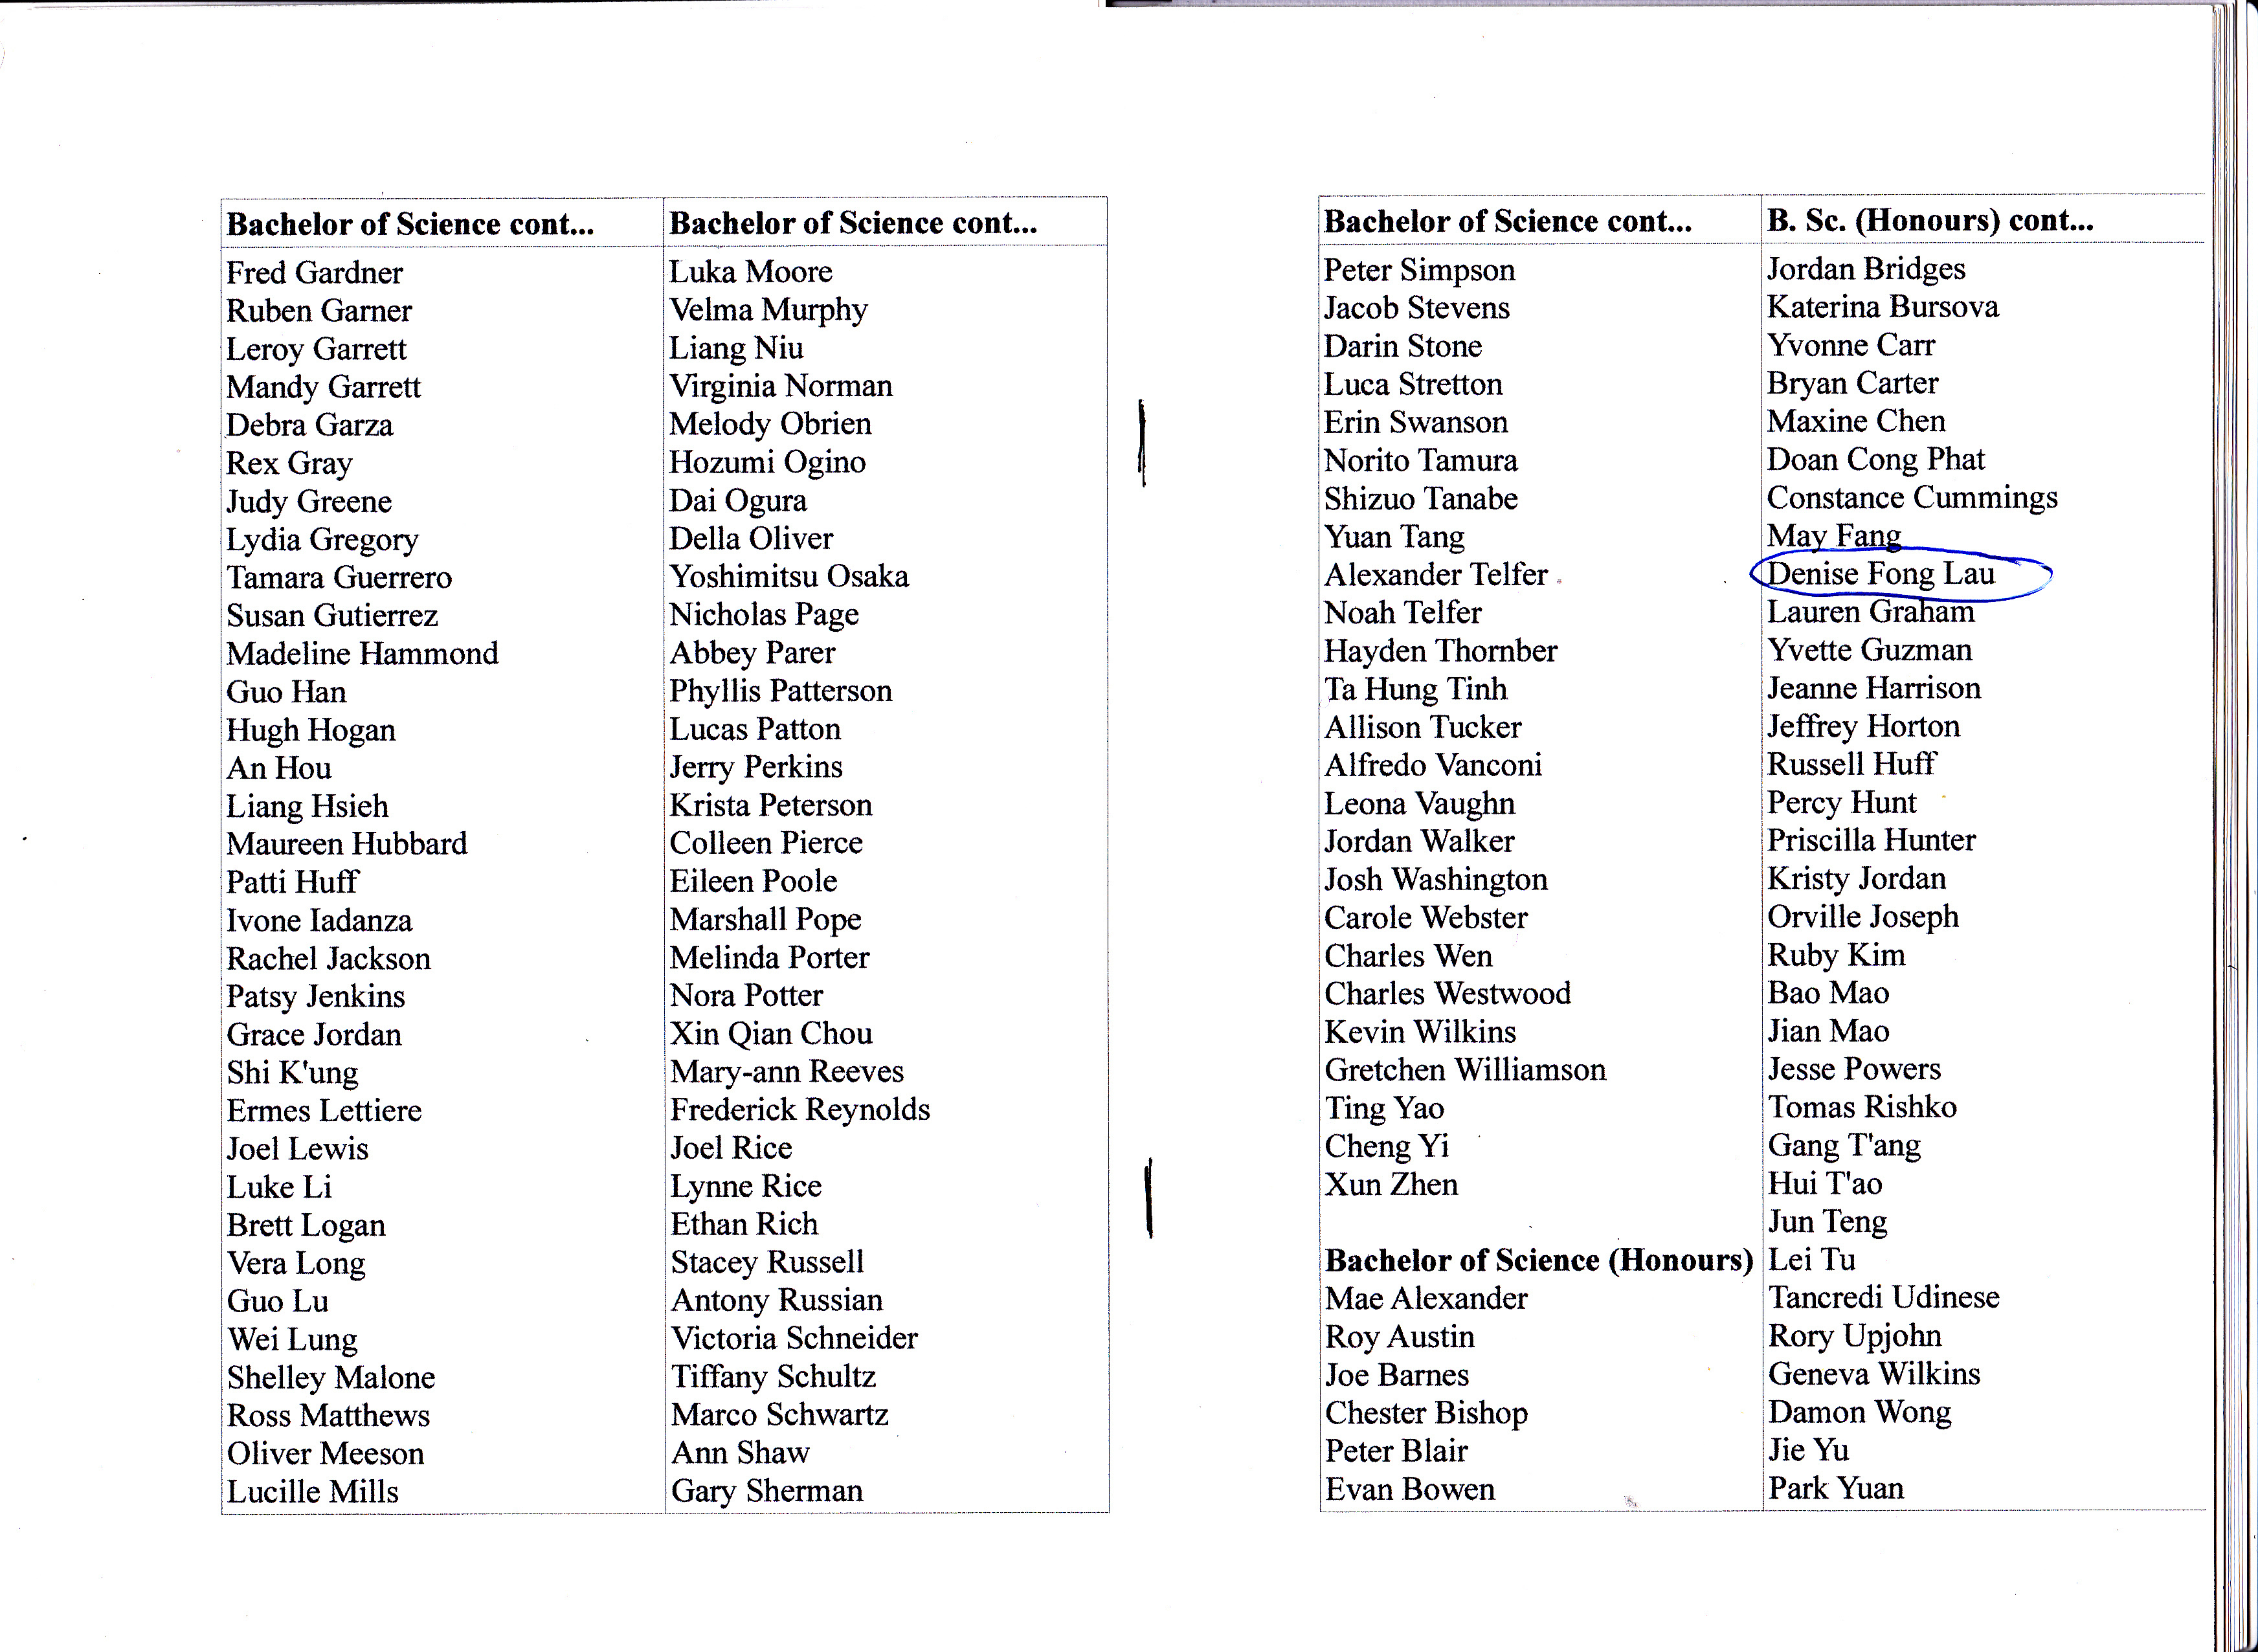 Bachelor of Science cont...
Fred Gardner
Ruben Garner
Leroy Garrett
Mandy Garrett
Debra Garza
Rex Gray
Judy Greene
Lydia Gregory
Tamara Guerrero
Susan Gutierrez
Madeline Hammond
Guo Han
Hugh Hogan
An Hou
Liang Hsieh
Maureen Hubbard
Patti Huff
Ivone Iadanza
Rachel Jackson
Patsy Jenkins
Grace Jordan
Shi K'ung
Ermes Lettiere
Joel Lewis
Luke Li
Brett Logan
Vera Long
Guo Lu
Wei Lung
Shelley Malone
Ross Matthews
Oliver Meeson
Lucille Mills
Bachelor of Science cont...
Luka Moore
Velma Murphy
Liang Niu
Virginia Norman
Melody Obrien
Hozumi Ogino
Dai Ogura
Della Oliver
Yoshimitsu Osaka
Nicholas Page
Abbey Parer
Phyllis Patterson
Lucas Patton
Jerry Perkins
Krista Peterson
Colleen Pierce
Eileen Poole
Marshall Pope
Melinda Porter
Nora Potter
Xin Qian Chou
Mary-ann Reeves
Frederick Reynolds
Joel Rice
Lynne Rice
Ethan Rich
Stacey Russell
Antony Russian
Victoria Schneider
Tiffany Schultz
Marco Schwartz
Ann Shaw
Gary Sherman
Bachelor of Science cont...
Peter Simpson
Jacob Stevens
Darin Stone
Luca Stretton
Erin Swanson
Norito Tamura
Shizuo Tanabe
Yuan Tang
Alexander Telfer
Noah Telfer
Hayden Thornber
Ta Hung Tinh
Allison Tucker
Alfredo Vanconi
Leona Vaughn
Jordan Walker
Josh Washington
Carole Webster
Charles Wen
Charles Westwood
Kevin Wilkins
Gretchen Williamson
Ting Yao
Cheng Yi
Xun Zhen
Bachelor of Science (Honours)
Mae Alexander
Roy Austin
Joe Barnes
Chester Bishop
Peter Blair
Evan Bowen
B. Sc. (Honours) cont...
Jordan Bridges
Katerina Bursova
Yvonne Carr
Bryan Carter
Maxine Chen
Doan Cong Phat
Constance Cummings
May Fang
Denise Fong Lau
Lauren Graham
Yvette Guzman
Jeanne Harrison
Jeffrey Horton
Russell Huff
Percy Hunt
Priscilla Hunter
Kristy Jordan
Orville Joseph
Ruby Kim
Bao Mao
Jian Mao
Jesse Powers
Tomas Rishko
Gang T'ang
Hui T'ao
Jun Teng
Lei Tu
Tancredi Udinese
Rory Upjohn
Geneva Wilkins
Damon Wong
Jie Yu
Park Yuan